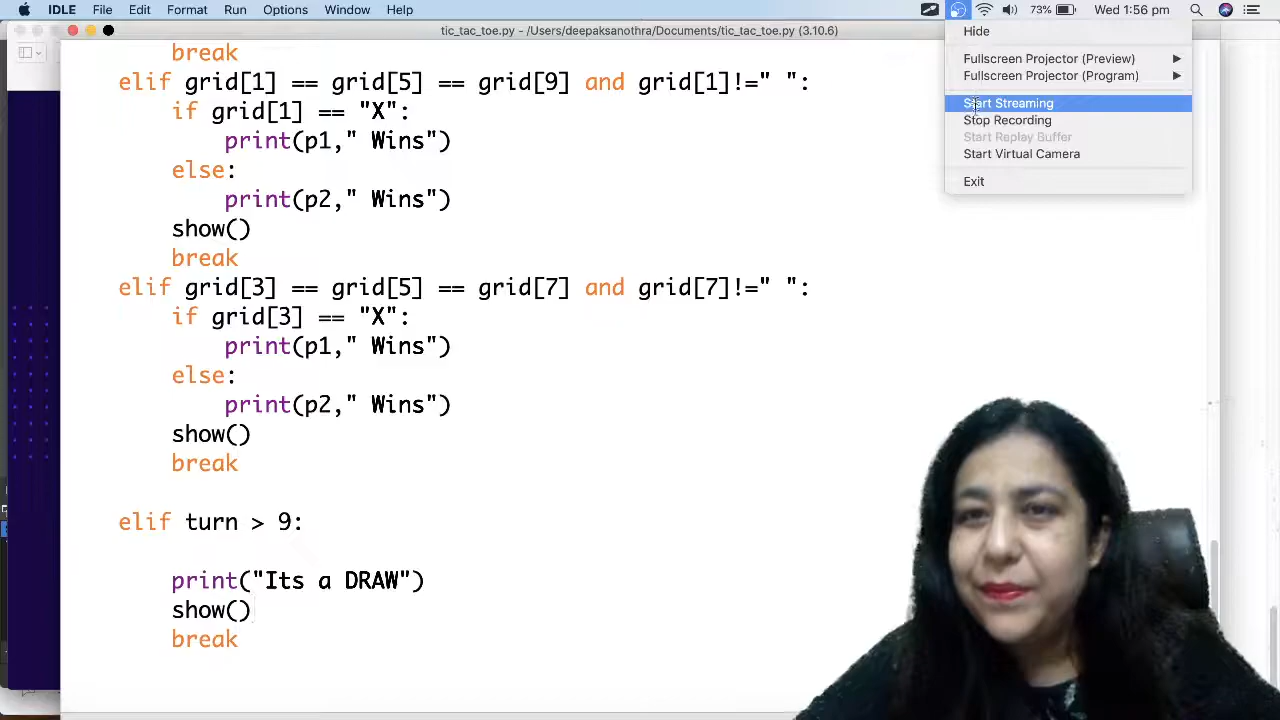 IDLE File Edit Format Run Options Window Help 73% Wed 1:56 pm
tic_tac_toe.py - /Users/deepaksanothra/Documents/tic_tac_toe.py (3.10.6)
Hide
Fullscreen Projector (Preview)
Fullscreen Projector (Program)
Start Streaming
Stop Recording
Start Replay Buffer
Start Virtual Camera
Exit
break
elif grid[1] == grid[5] == grid[9] and grid[1]!=" ":
if grid[1] == "X":
print(p1," Wins")
else:
print(p2," Wins")
show()
break
elif grid[3] == grid[5] == grid[7] and grid[7]!=" ":
if grid[3] == "X":
print(p1," Wins")
else:
print(p2," Wins")
show()
break
elif turn > 9:
print("Its a DRAW")
show()
break